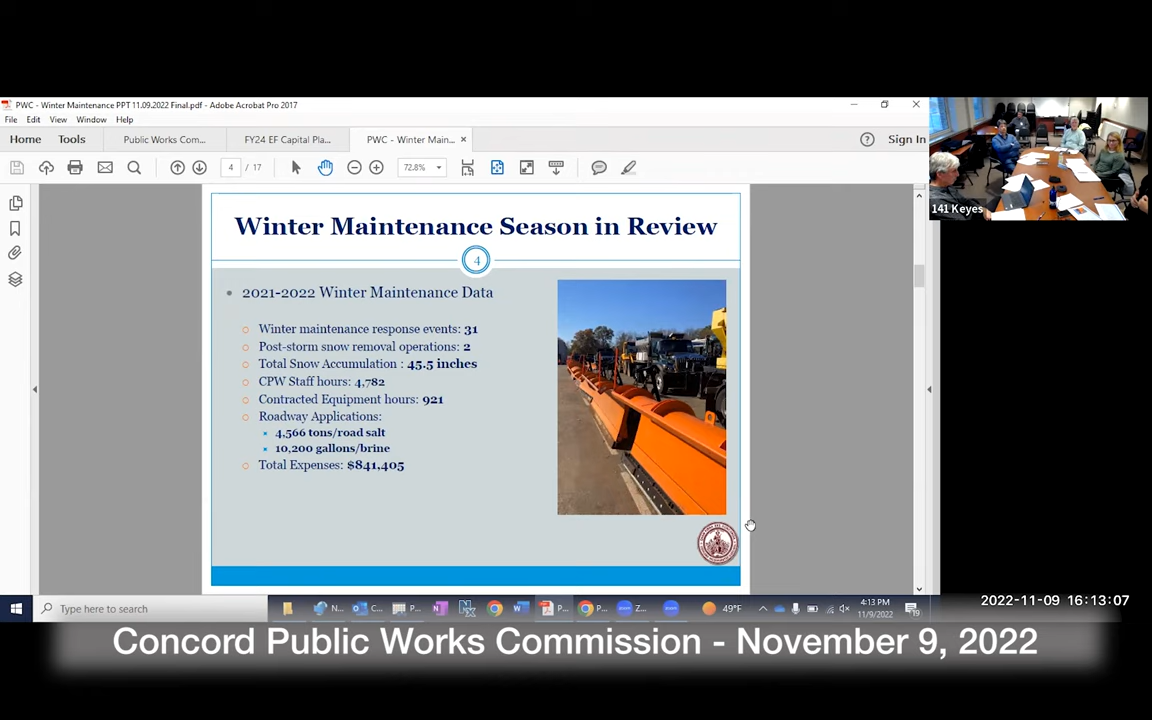 PWC - Winter Maintenance PPT 11.09.2022 Final.pdf - Adobe Acrobat Pro 2017
File Edit View Window Help
Home Tools Public Works Com... FY24 EF Capital Pla... PWC - Winter Main... × Sign In
4 / 17 72.8%
141 Keyes
Winter Maintenance Season in Review
4
2021-2022 Winter Maintenance Data
Winter maintenance response events: 31
Post-storm snow removal operations: 2
Total Snow Accumulation : 45.5 inches
CPW Staff hours: 4,782
Contracted Equipment hours: 921
Roadway Applications:
4,566 tons/road salt
10,200 gallons/brine
Total Expenses: $841,405
Type here to search
N... C... P... P... P... Z... 49°F
4:13 PM
11/9/2022
19
2022-11-09 16:13:07
Concord Public Works Commission - November 9, 2022